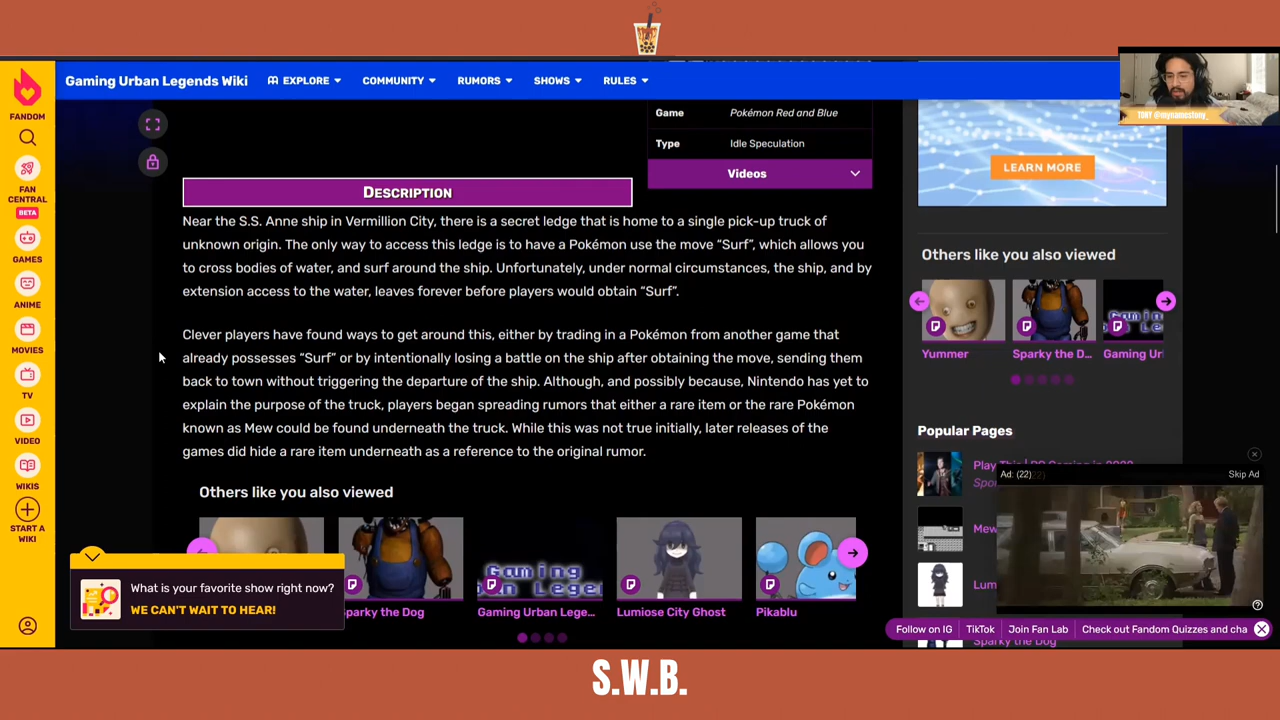 Gaming Urban Legends Wiki
EXPLORE
COMMUNITY
RUMORS
SHOWS
RULES
TONY @mynamestony_
FANDOM
FAN
CENTRAL
BETA
GAMES
ANIME
MOVIES
TV
VIDEO
WIKIS
START A
WIKI
Game Pokémon Red and Blue
Type Idle Speculation
Videos
DESCRIPTION
Near the S.S. Anne ship in Vermillion City, there is a secret ledge that is home to a single pick-up truck of
unknown origin. The only way to access this ledge is to have a Pokémon use the move “Surf”, which allows you
to cross bodies of water, and surf around the ship. Unfortunately, under normal circumstances, the ship, and by
extension access to the water, leaves forever before players would obtain “Surf”.
Clever players have found ways to get around this, either by trading in a Pokémon from another game that
already possesses “Surf” or by intentionally losing a battle on the ship after obtaining the move, sending them
back to town without triggering the departure of the ship. Although, and possibly because, Nintendo has yet to
explain the purpose of the truck, players began spreading rumors that either a rare item or the rare Pokémon
known as Mew could be found underneath the truck. While this was not true initially, later releases of the
games did hide a rare item underneath as a reference to the original rumor.
Others like you also viewed
Gaming
Sparky the Dog
Gaming Urban Lege...
Lumiose City Ghost
Pikablu
What is your favorite show right now?
WE CAN'T WAIT TO HEAR!
LEARN MORE
Others like you also viewed
Yummer
Sparky the D...
Gaming Ur
Popular Pages
Mew
Lum
Sparky the Dog
Ad: (22)
Skip Ad
Follow on IG
TikTok
Join Fan Lab
Check out Fandom Quizzes and cha
S.W.B.